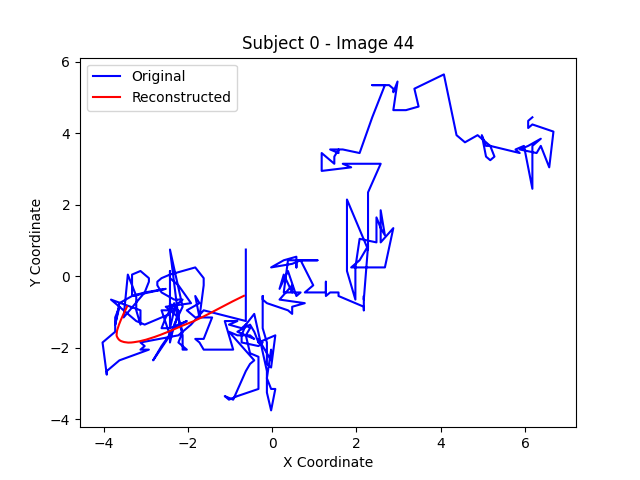 Subject 0 - Image 44
Original
Reconstructed
Y Coordinate
6
4
2
0
−2
−4
−4
−2
0
2
4
6
X Coordinate